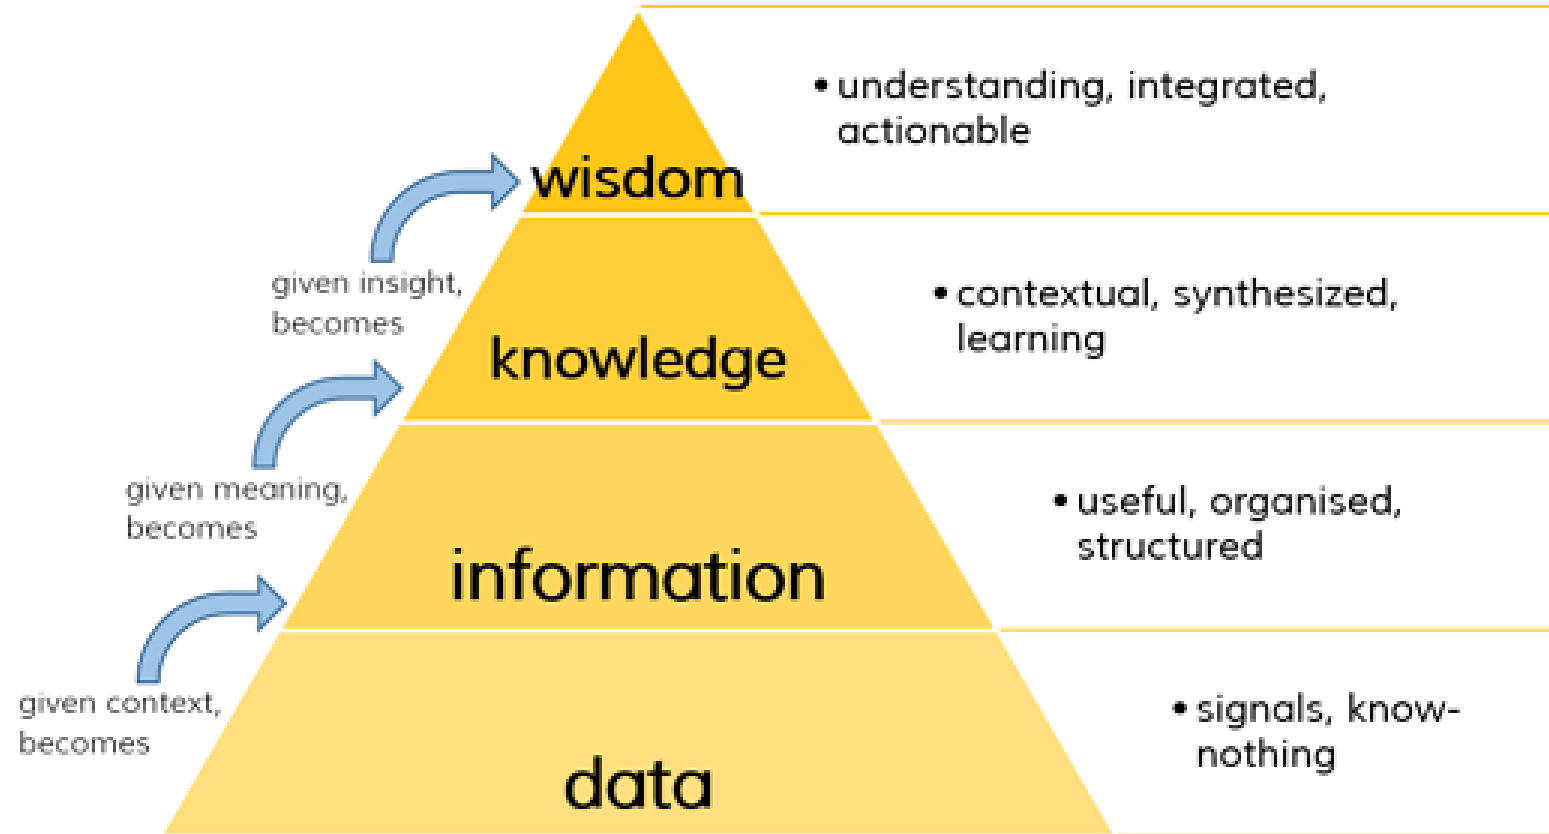 • understanding, integrated,
actionable
wisdom
given insight,
becomes
• contextual, synthesized,
learning
knowledge
given meaning,
becomes
• useful, organised,
structured
information
given context,
becomes
• signals, know-
nothing
data